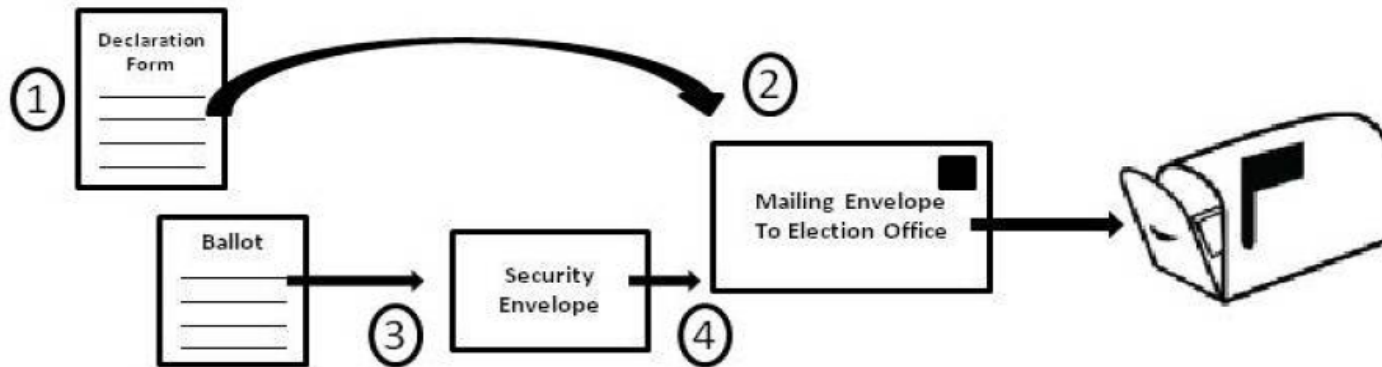 1
Declaration
Form
2
Mailing Envelope
To Election Office
Ballot
3
Security
Envelope
4